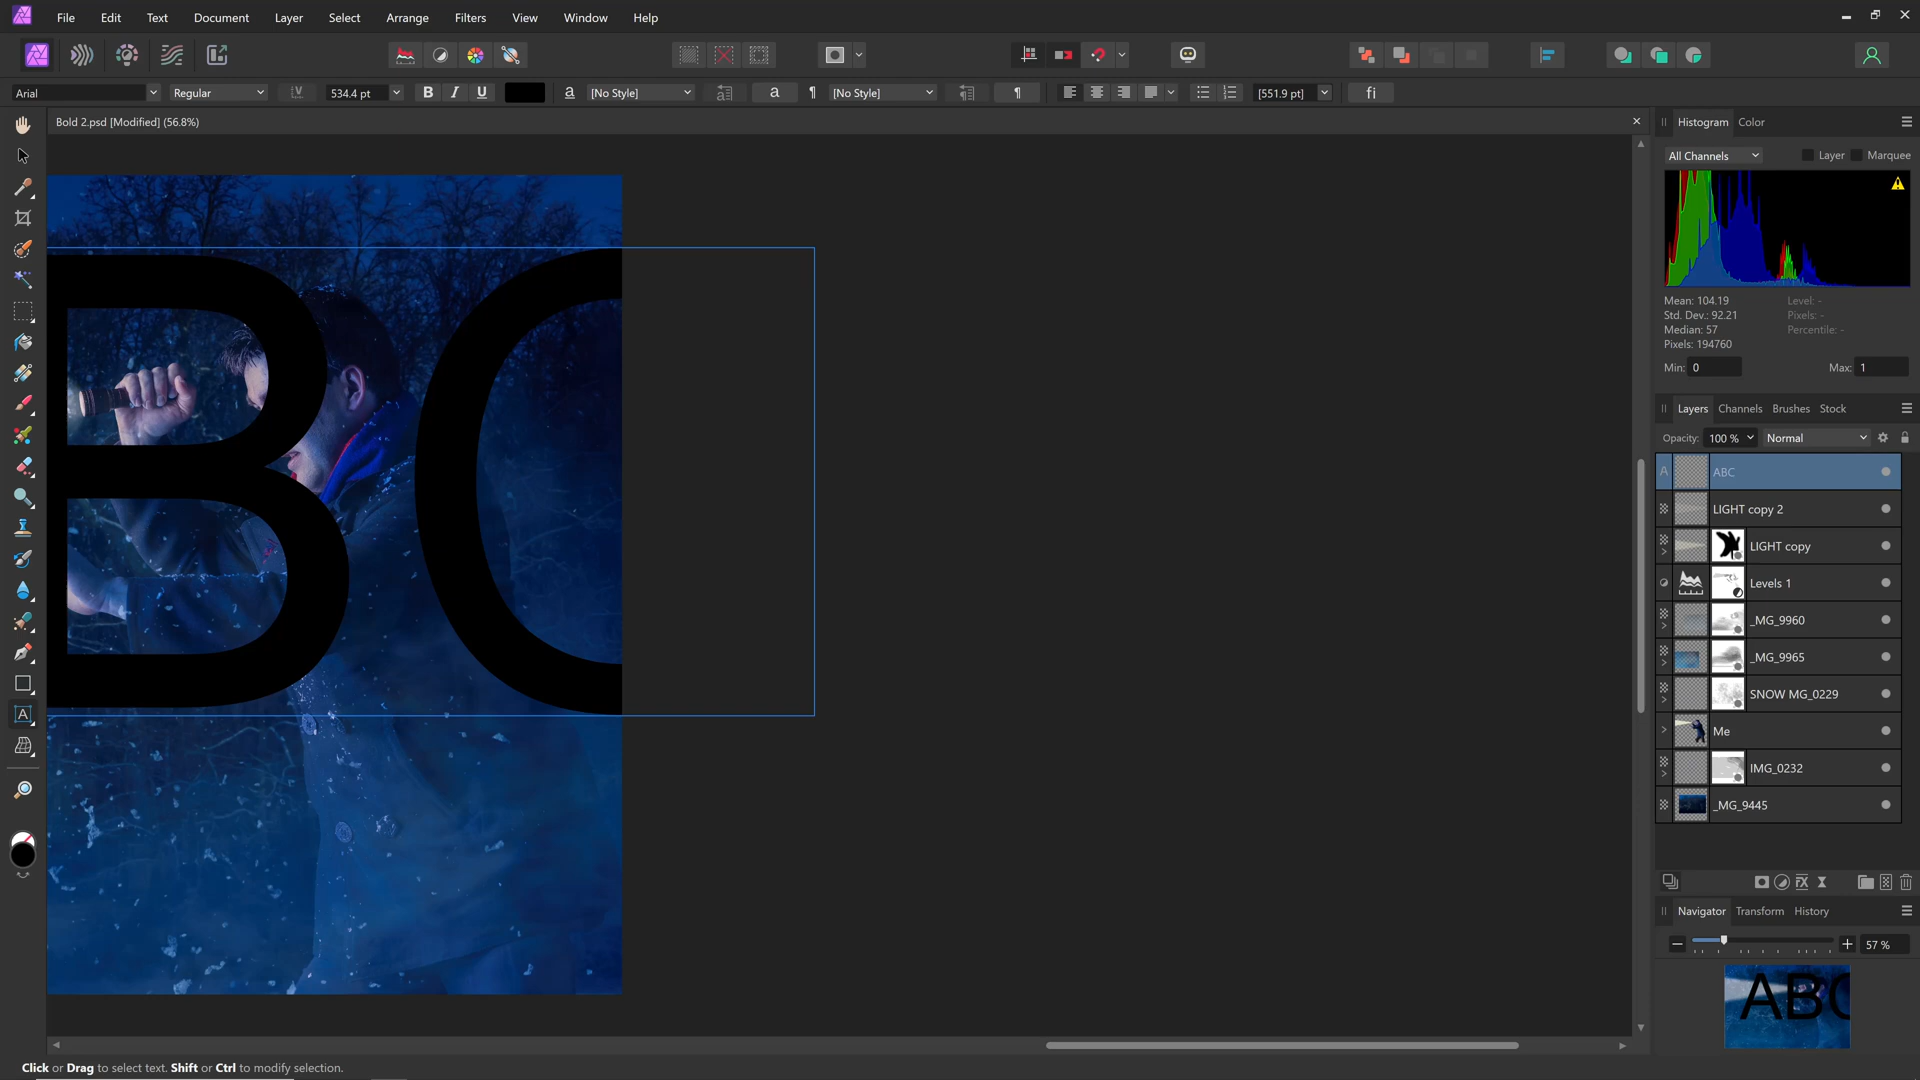 File Edit Text Document Layer Select Arrange Filters View Window Help
Arial Regular 534.4 pt B I U a [No Style] a ¶ [No Style] ¶ [551.9 pt] fi
Bold 2.psd [Modified] (56.8%)
BC
Histogram Color
All Channels Layer Marquee
Mean: 104.19 Level: -
Std. Dev.: 92.21 Pixels: -
Median: 57 Percentile: -
Pixels: 194760
Min: 0 Max: 1
Layers Channels Brushes Stock
Opacity: 100 % Normal
A ABC
LIGHT copy 2
LIGHT copy
Levels 1
_MG_9960
_MG_9965
SNOW MG_0229
Me
IMG_0232
_MG_9445
Navigator Transform History
57 %
ABC
Click or Drag to select text. Shift or Ctrl to modify selection.